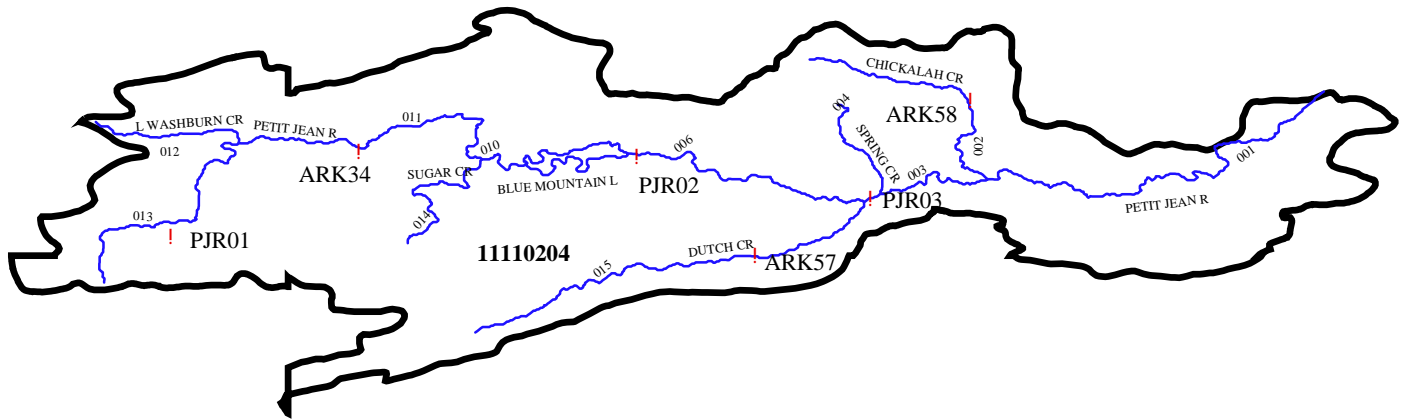 CHICKALAH CR
004
ARK58
L WASHBURN CR
PETIT JEAN R
011
012
ARK34
010
006
SPRING CR
002
001
SUGAR CR
BLUE MOUNTAIN L
PJR02
003
PJR03
PETIT JEAN R
013
014
PJR01
11110204
DUTCH CR
ARK57
015